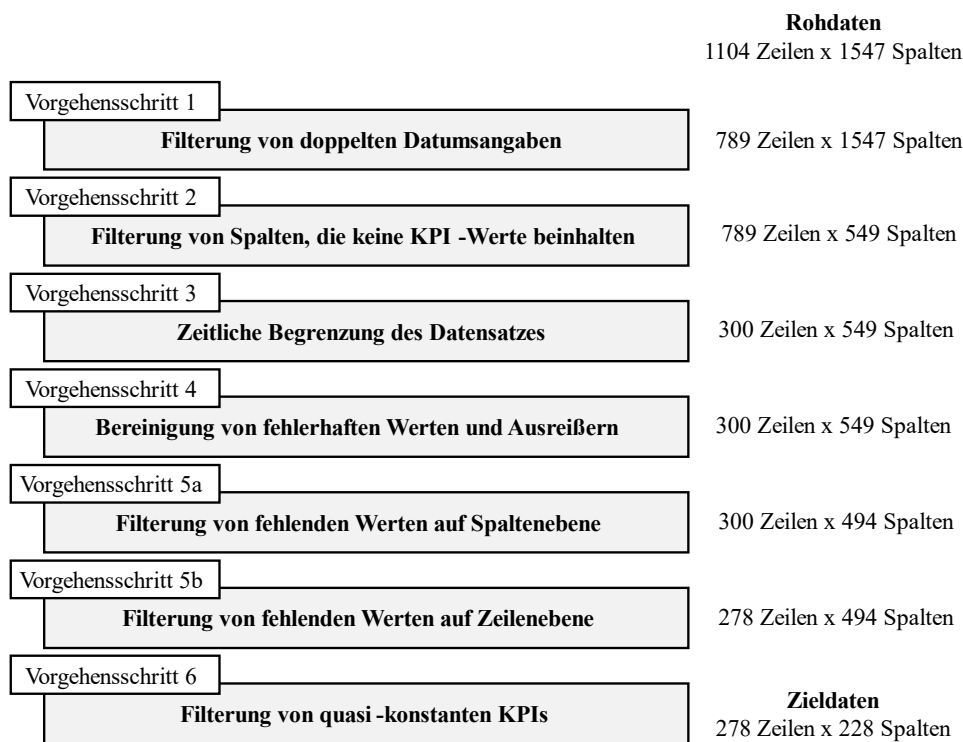 Rohdaten
1104 Zeilen x 1547 Spalten
Vorgehensschritt 1
Filterung von doppelten Datumsangaben
789 Zeilen x 1547 Spalten
Vorgehensschritt 2
Filterung von Spalten, die keine KPI -Werte beinhalten
789 Zeilen x 549 Spalten
Vorgehensschritt 3
Zeitliche Begrenzung des Datensatzes
300 Zeilen x 549 Spalten
Vorgehensschritt 4
Bereinigung von fehlerhaften Werten und Ausreißern
300 Zeilen x 549 Spalten
Vorgehensschritt 5a
Filterung von fehlenden Werten auf Spaltenebene
300 Zeilen x 494 Spalten
Vorgehensschritt 5b
Filterung von fehlenden Werten auf Zeilenebene
278 Zeilen x 494 Spalten
Vorgehensschritt 6
Filterung von quasi -konstanten KPIs
Zieldaten
278 Zeilen x 228 Spalten